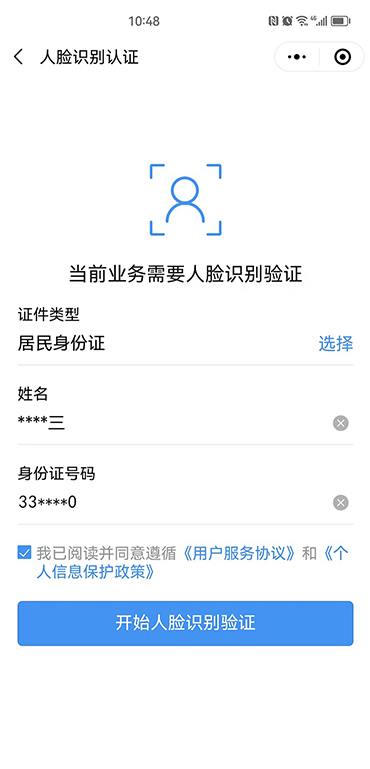 10:48
人脸识别认证
当前业务需要人脸识别验证
证件类型
居民身份证 选择
姓名
****三
身份证号码
33****0
我已阅读并同意遵循《用户服务协议》和《个
人信息保护政策》
开始人脸识别验证